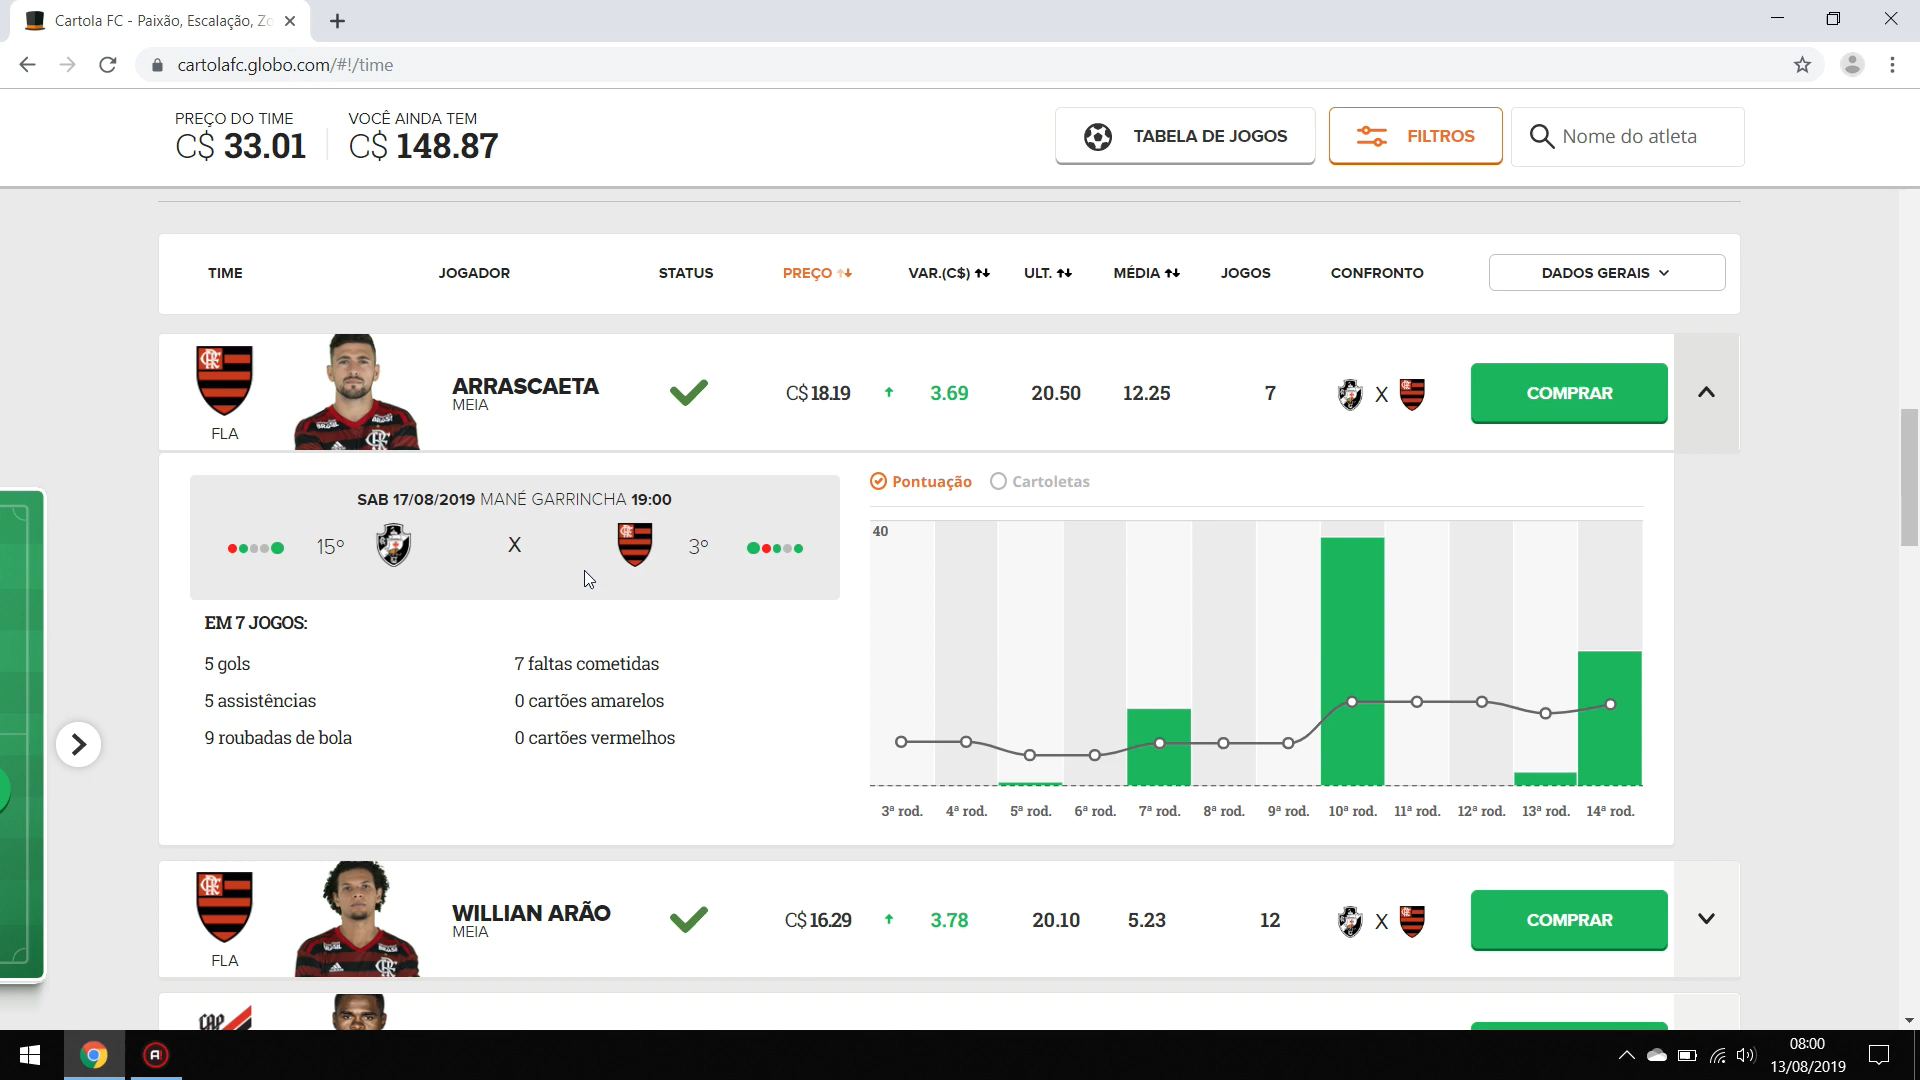 Cartola FC - Paixão, Escalação, Zo
cartolafc.globo.com/#!/time
PREÇO DO TIME
C$ 33.01
VOCÊ AINDA TEM
C$ 148.87
TABELA DE JOGOS
FILTROS
Nome do atleta
TIME JOGADOR STATUS PREÇO VAR.(C$) ULT. MÉDIA JOGOS CONFRONTO DADOS GERAIS
ARRASCAETA
MEIA
FLA
C$ 18.19 3.69 20.50 12.25 7 X COMPRAR
SAB 17/08/2019 MANÉ GARRINCHA 19:00
15º X 3º
EM 7 JOGOS:
5 gols
7 faltas cometidas
5 assistências
0 cartões amarelos
9 roubadas de bola
0 cartões vermelhos
Pontuação Cartoletas
40
3ª rod. 4ª rod. 5ª rod. 6ª rod. 7ª rod. 8ª rod. 9ª rod. 10ª rod. 11ª rod. 12ª rod. 13ª rod. 14ª rod.
WILLIAN ARÃO
MEIA
FLA
C$ 16.29 3.78 20.10 5.23 12 X COMPRAR
CAP
08:00
13/08/2019